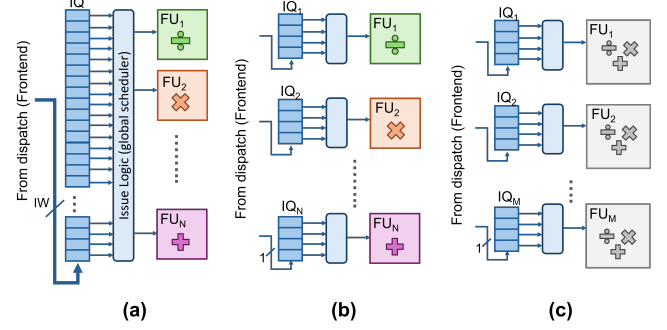 From dispatch (Frontend)
IQ
IW
Issue Logic (global scheduler)
FU1
FU2
FUN
(a)
From dispatch (Frontend)
IQ1
FU1
IQ2
FU2
IQN
FUN
1
(b)
From dispatch (Frontend)
IQ1
FU1
IQ2
FU2
IQM
FUM
1
(c)